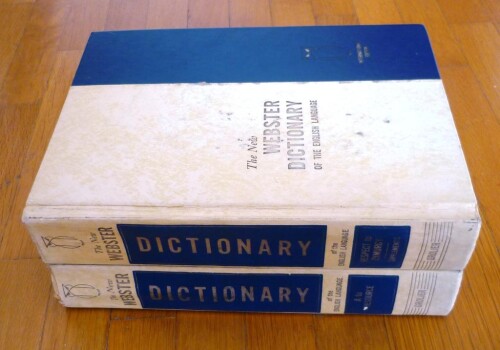 The New
WEBSTER
DICTIONARY
OF THE ENGLISH LANGUAGE
The New
WEBSTER
DICTIONARY
of the
ENGLISH LANGUAGE
The New
WEBSTER
DICTIONARY
of the
ENGLISH LANGUAGE
A to